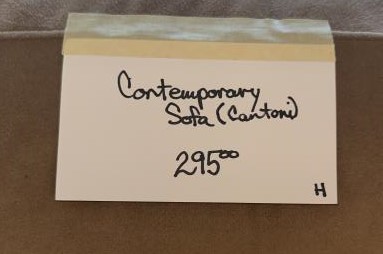 Contemporary
Sofa (Cantoni)
295⁰⁰
H